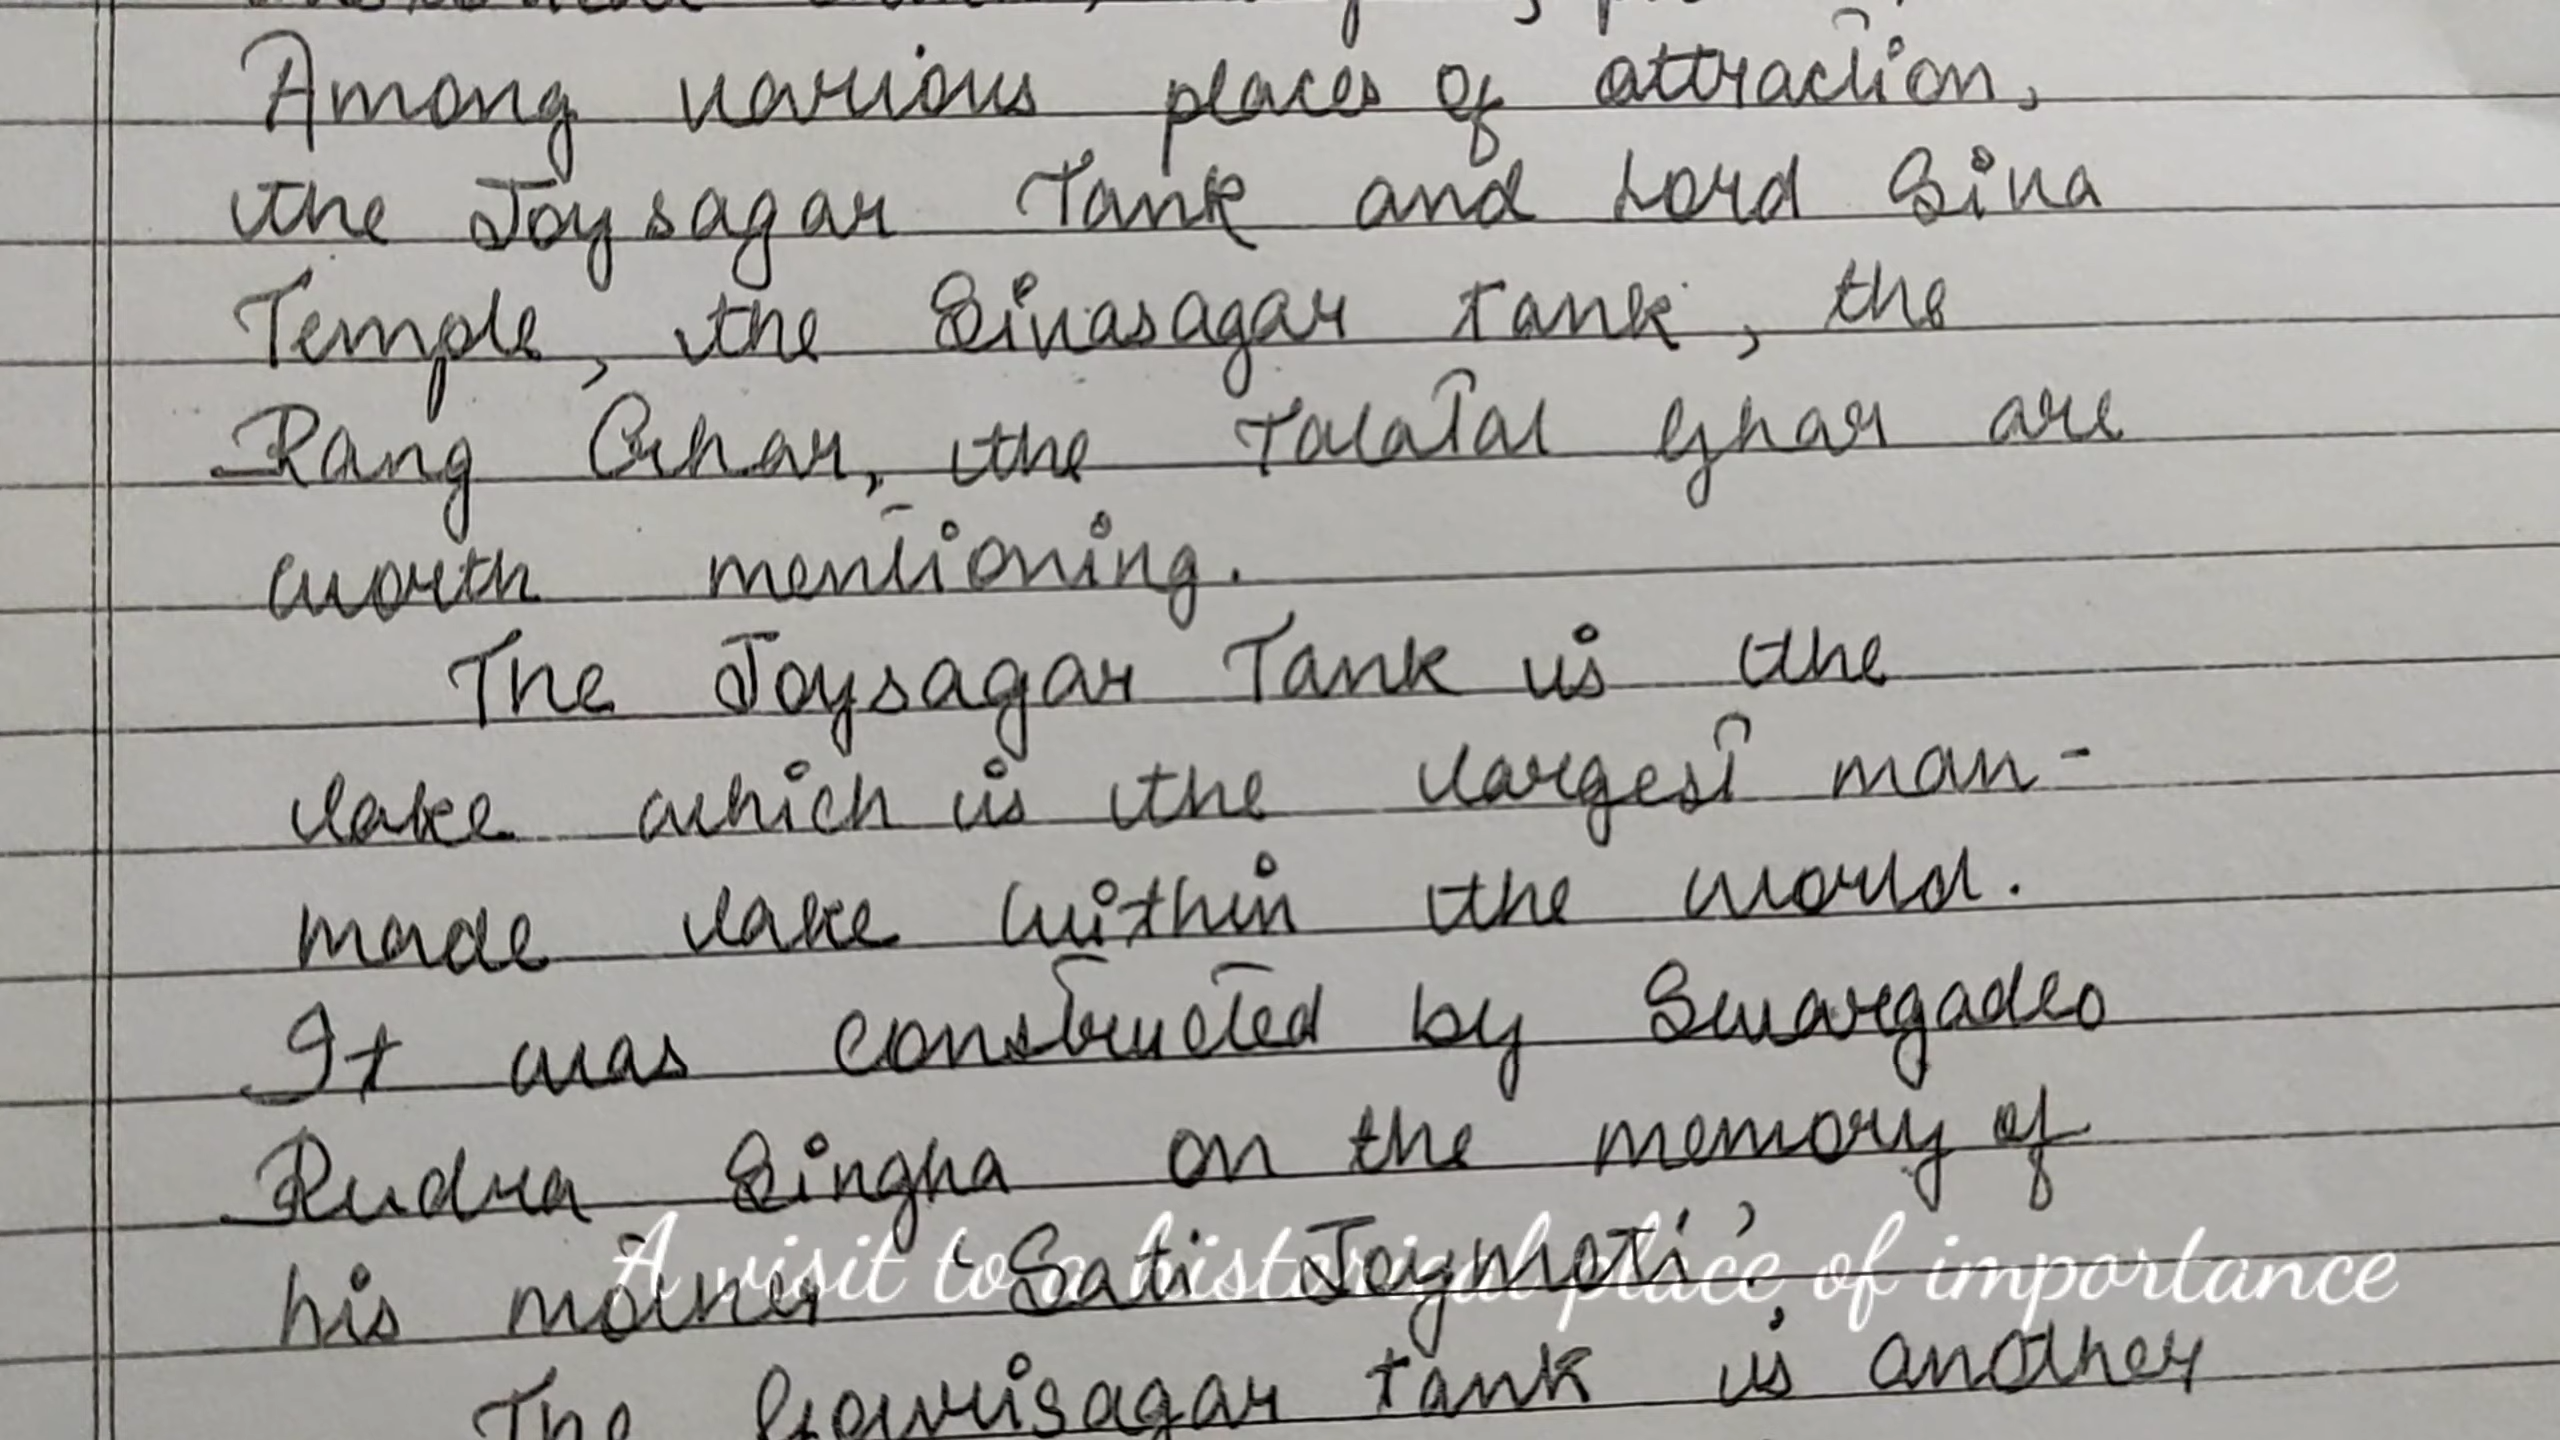 Among various places of attraction,
the Joysagar Tank and Lord Siva
Temple, the Sivasagar tank, the
Rang Ghar, the Talatal Ghar are
worth mentioning.
The Joysagar Tank is the
lake which is the largest man-
made lake within the world.
It was constructed by Swargadeo
Rudra Singha on the memory of
his mother 'Sati Joymoti'.
A visit to a historical place of importance
The Gowrisagar tank is another